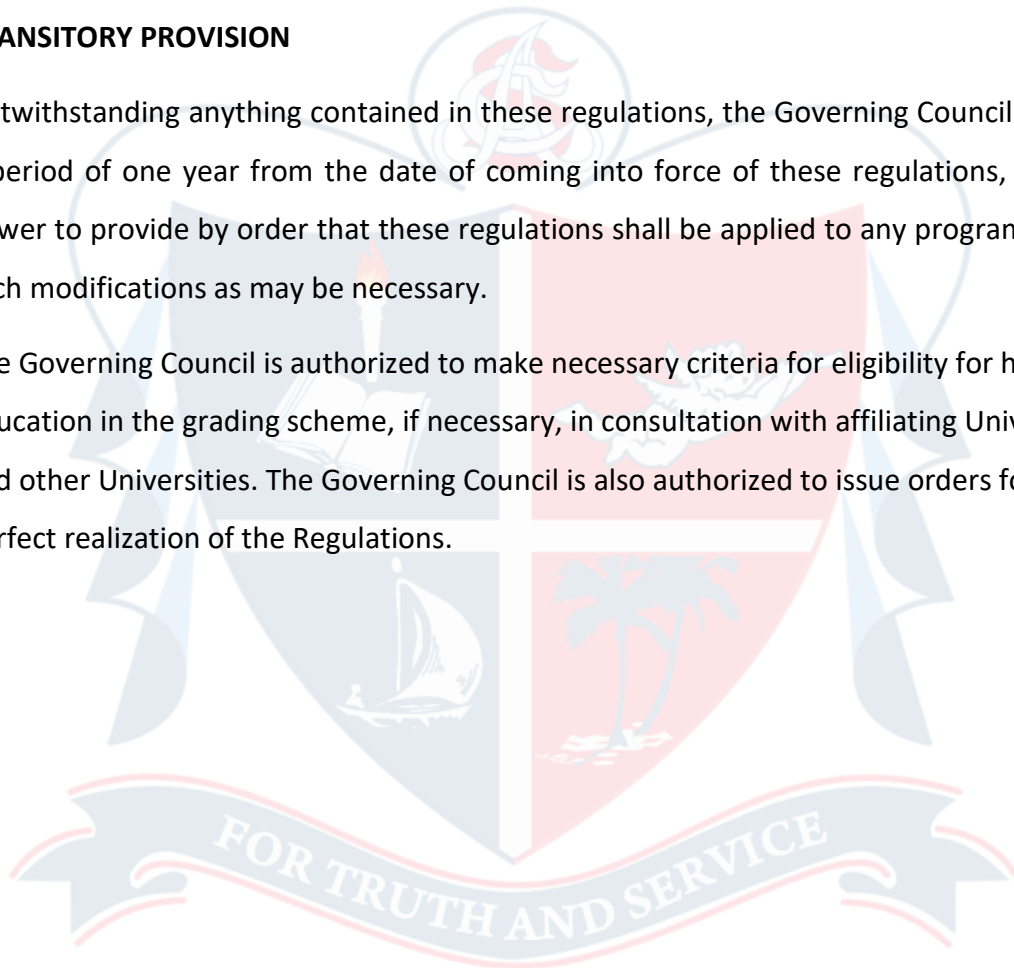 ANSITORY PROVISION
twithstanding anything contained in these regulations, the Governing Council
period of one year from the date of coming into force of these regulations,
wer to provide by order that these regulations shall be applied to any program
ch modifications as may be necessary.
e Governing Council is authorized to make necessary criteria for eligibility for h
ucation in the grading scheme, if necessary, in consultation with affiliating Univ
d other Universities. The Governing Council is also authorized to issue orders fo
rfect realization of the Regulations.
FOR TRUTH AND SERVICE